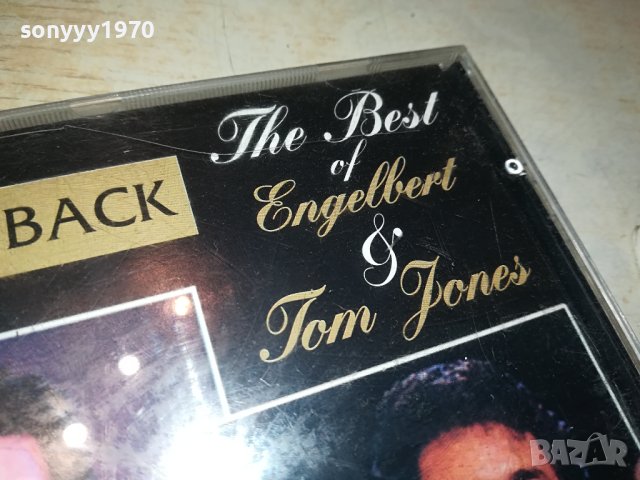 sonyyy1970
The Best
of
Engelbert
&
Tom Jones
BACK
BAZAR